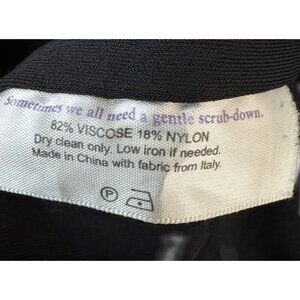 Sometimes we all need a gentle scrub-down.
82% VISCOSE 18% NYLON
Dry clean only. Low iron if needed.
Made in China with fabric from Italy.
P